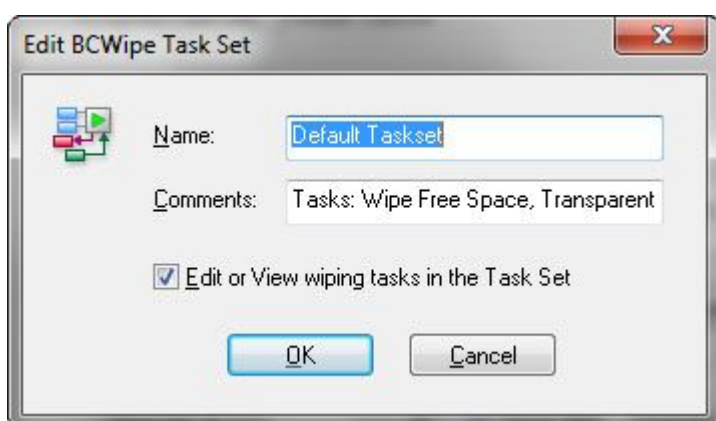 Edit BCWipe Task Set
Name: Default Taskset
Comments: Tasks: Wipe Free Space, Transparent
Edit or View wiping tasks in the Task Set
OK Cancel